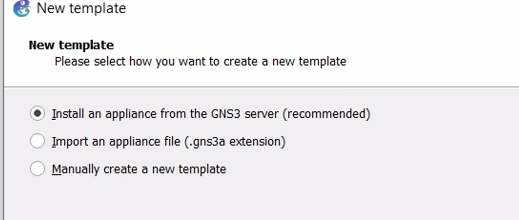 New template
New template
Please select how you want to create a new template
Install an appliance from the GNS3 server (recommended)
Import an appliance file (.gns3a extension)
Manually create a new template